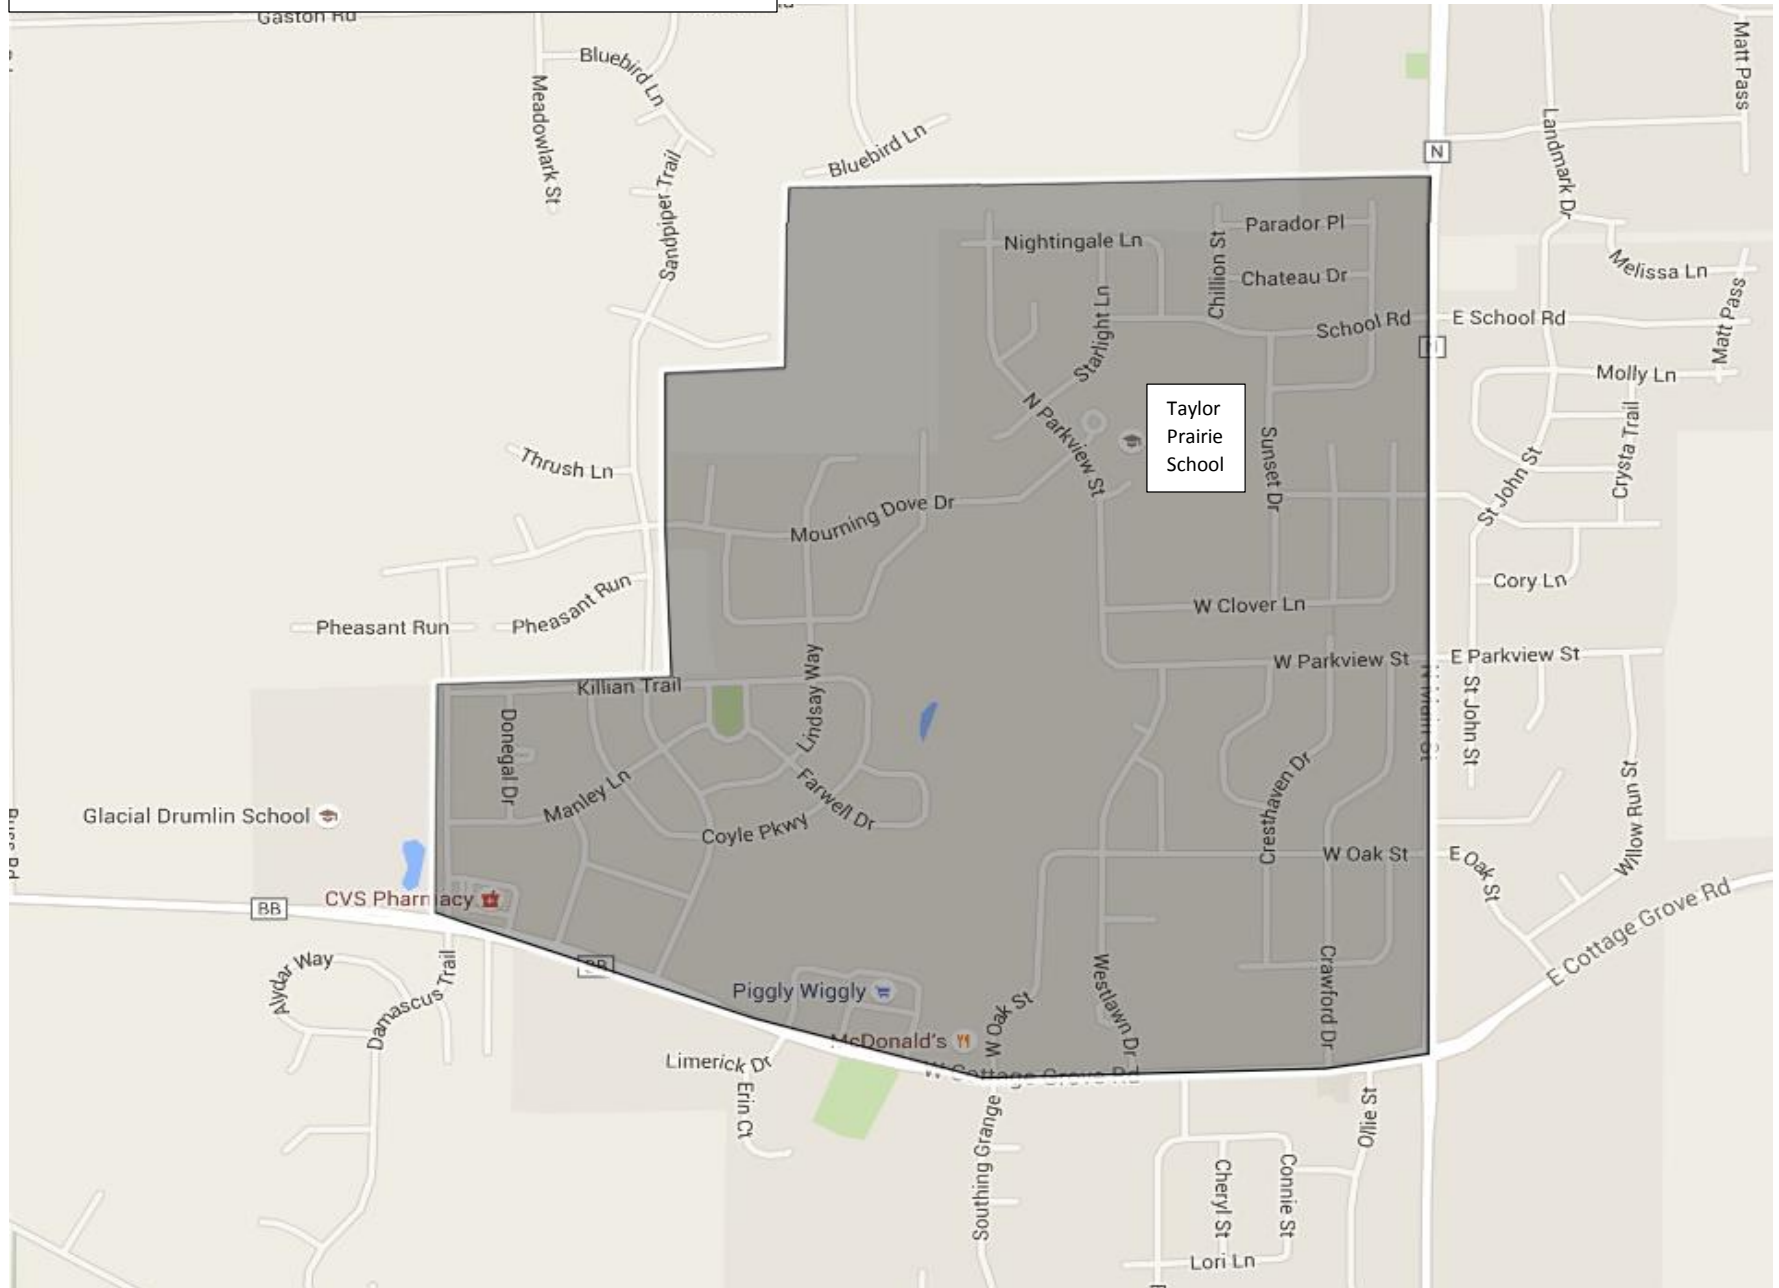 Gaston Rd
Bluebird Ln
Meadowlark St
Sandpiper Trail
Bluebird Ln
N
Matt Pass
Landmark Dr
Nightingale Ln
Parador Pl
Chillion St
Chateau Dr
Melissa Ln
Starlight Ln
School Rd
E School Rd
Matt Pass
Molly Ln
N Parkview St
Taylor
Prairie
School
Sunset Dr
Crysta Trail
St John St
Thrush Ln
Mourning Dove Dr
Pheasant Run
Pheasant Run
W Clover Ln
Cory Ln
W Parkview St
E Parkview St
N Main St
St John St
Killian Trail
Lindsay Way
Donegal Dr
Manley Ln
Farwell Dr
Coyle Pkwy
Cresthaven Dr
Willow Run St
Glacial Drumlin School
W Oak St
E Oak St
CVS Pharmacy
BB
BB
E Cottage Grove Rd
Alydar Way
Damascus Trail
Piggly Wiggly
W Oak St
Westlawn Dr
Crawford Dr
McDonald's
Limerick Dr
W Cottage Grove Rd
Erin Ct
Southing Grange
Ollie St
Cheryl St
Connie St
Lori Ln